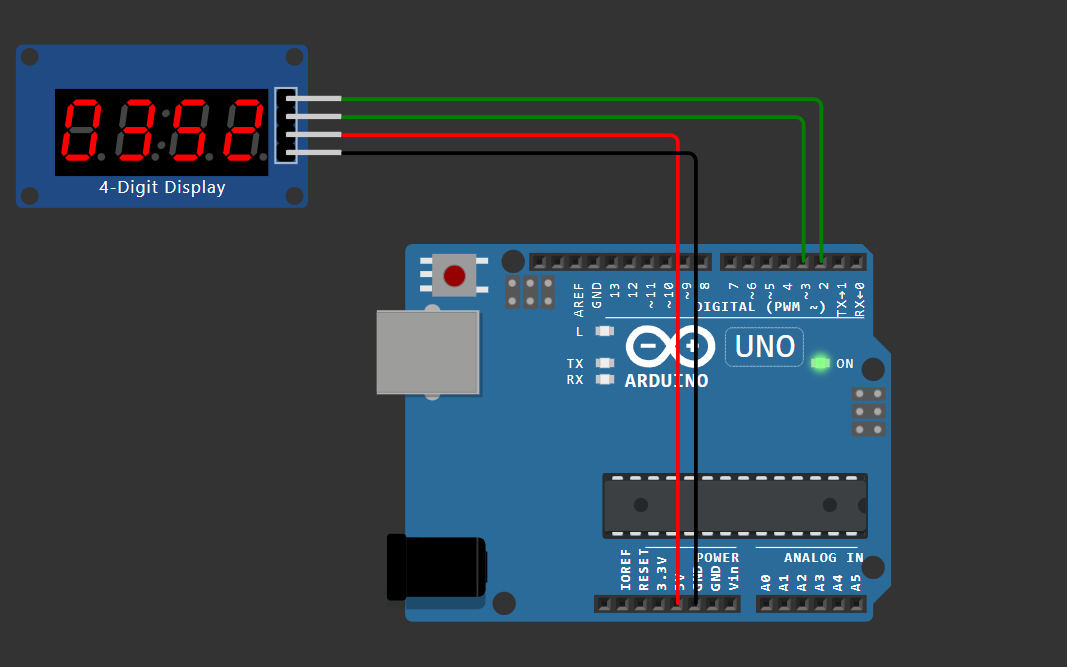 0352
4-Digit Display
AREF
GND
13
12
~11
~10
~9
8
7
~6
~5
4
~3
2
TX→1
RX←0
DIGITAL (PWM ~)
L
TX
RX
ARDUINO
UNO
ON
IOREF
RESET
3.3V
5V
GND
GND
Vin
POWER
ANALOG IN
A0
A1
A2
A3
A4
A5